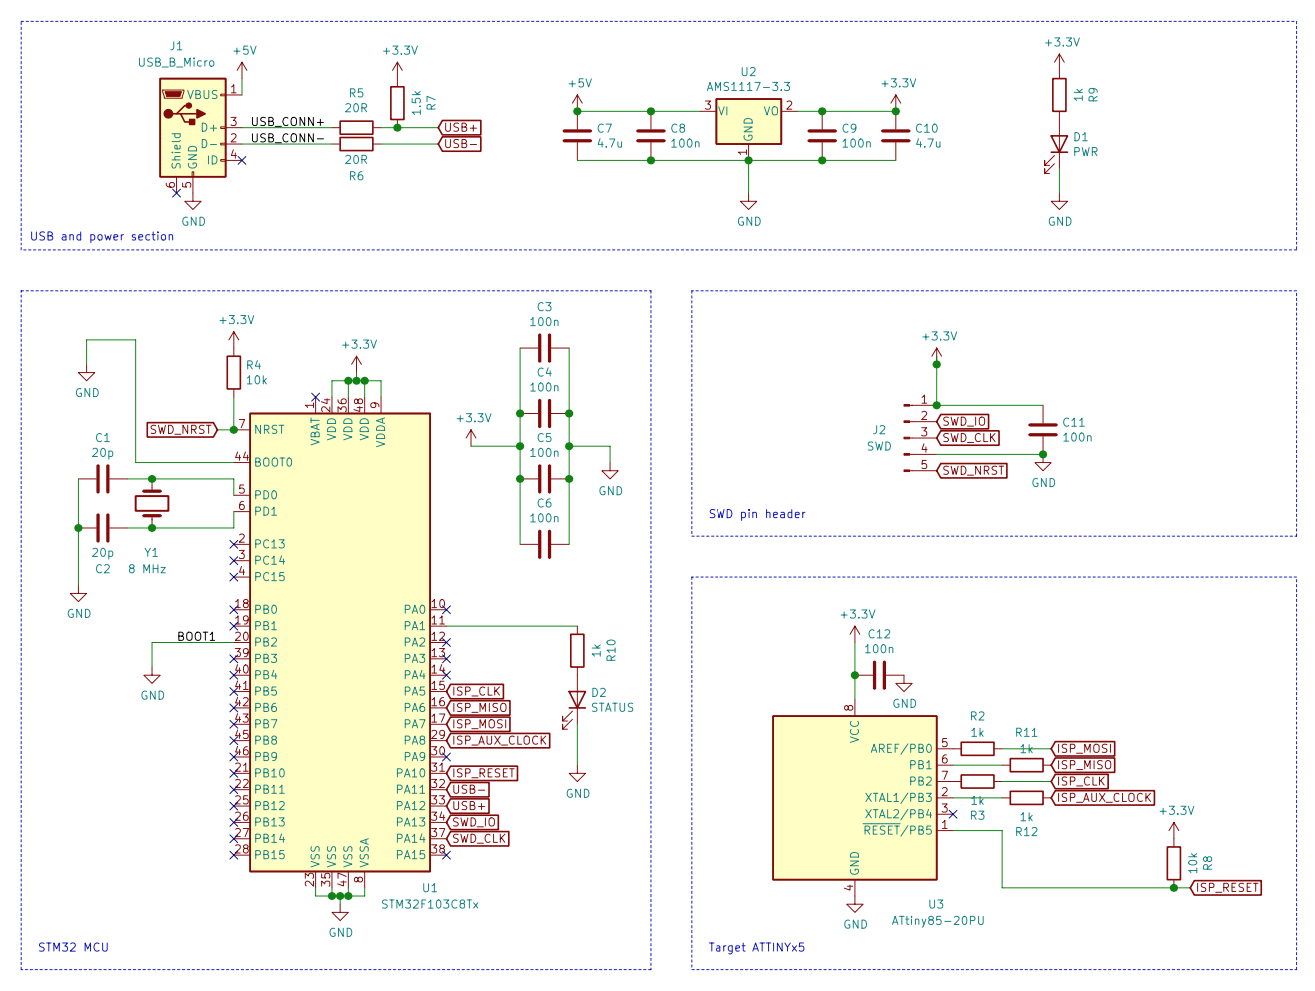 J1
USB_B_Micro
+5V
VBUS 1
D+ 3
D- 2
ID 4
Shield
GND
6
5
GND
USB_CONN+
USB_CONN-
R5
20R
20R
R6
+3.3V
1.5k
R7
USB+
USB-
+5V
C7
4.7u
C8
100n
U2
AMS1117-3.3
3 VI
VO 2
GND
1
GND
C9
100n
+3.3V
C10
4.7u
+3.3V
1k
R9
D1
PWR
GND
USB and power section
GND
+3.3V
R4
10k
SWD_NRST
C1
20p
20p
C2
Y1
8 MHz
GND
BOOT1
GND
+3.3V
1 VBAT
24 VDD
36 VDD
48 VDD
9 VDDA
7 NRST
44 BOOT0
5 PD0
6 PD1
2 PC13
3 PC14
4 PC15
18 PB0
19 PB1
20 PB2
39 PB3
40 PB4
41 PB5
42 PB6
43 PB7
45 PB8
46 PB9
21 PB10
22 PB11
25 PB12
26 PB13
27 PB14
28 PB15
PA0 10
PA1 11
PA2 12
PA3 13
PA4 14
PA5 15 ISP_CLK
PA6 16 ISP_MISO
PA7 17 ISP_MOSI
PA8 29 ISP_AUX_CLOCK
PA9 30
PA10 31 ISP_RESET
PA11 32 USB-
PA12 33 USB+
PA13 34 SWD_IO
PA14 37 SWD_CLK
PA15 38
23 VSS
35 VSS
47 VSS
8 VSSA
GND
U1
STM32F103C8Tx
+3.3V
C3
100n
C4
100n
C5
100n
C6
100n
GND
1k
R10
D2
STATUS
GND
STM32 MCU
+3.3V
J2
SWD
1
2 SWD_IO
3 SWD_CLK
4
5 SWD_NRST
C11
100n
GND
SWD pin header
+3.3V
C12
100n
GND
8
VCC
AREF/PB0 5
PB1 6
PB2 7
XTAL1/PB3 2
XTAL2/PB4 3
RESET/PB5 1
GND
4
GND
U3
ATtiny85-20PU
R2
1k
R11
1k
1k
R3
1k
R12
ISP_MOSI
ISP_MISO
ISP_CLK
ISP_AUX_CLOCK
+3.3V
10k
R8
ISP_RESET
Target ATTINYx5